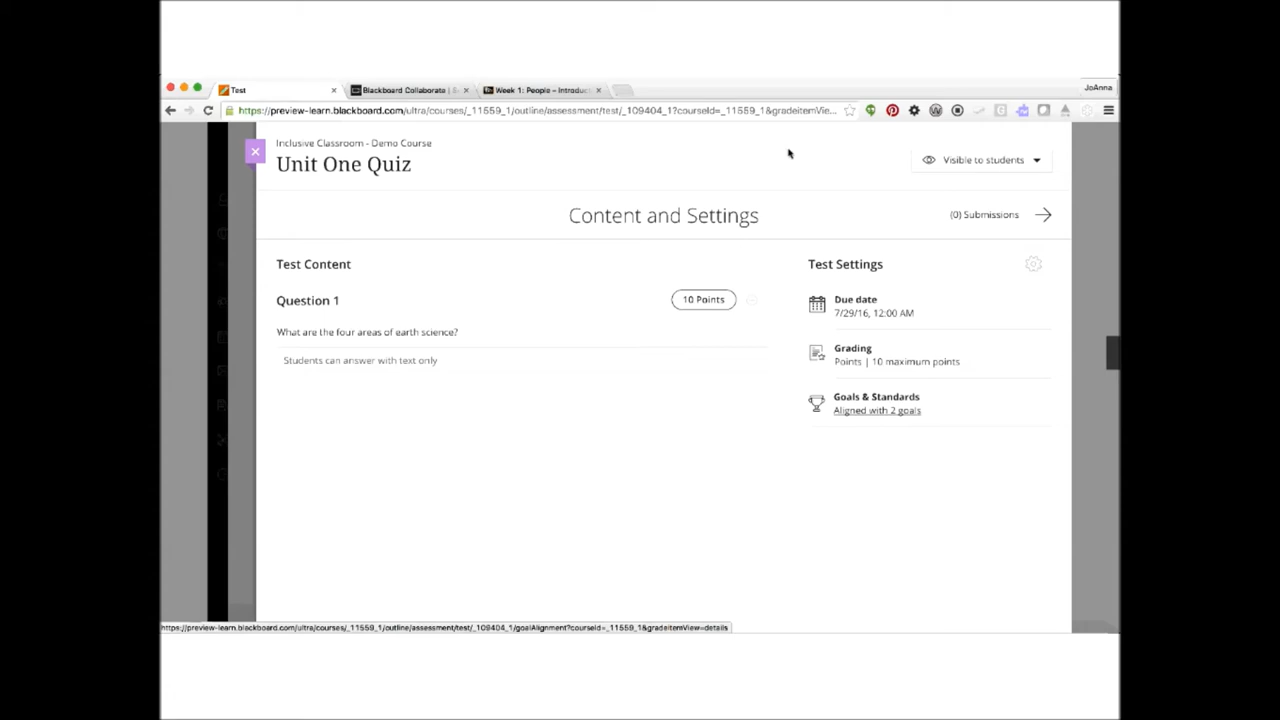 Test
Blackboard Collaborate |
Week 1: People – Introduc
JoAnna
https://preview-learn.blackboard.com/ultra/courses/_11559_1/outline/assessment/test/_109404_1?courseId=_11559_1&gradeitemVie...
Inclusive Classroom - Demo Course
Unit One Quiz
Visible to students
Content and Settings
(0) Submissions
Test Content
Test Settings
Question 1
10 Points
Due date
7/29/16, 12:00 AM
What are the four areas of earth science?
Students can answer with text only
Grading
Points | 10 maximum points
Goals & Standards
Aligned with 2 goals
https://preview-learn.blackboard.com/ultra/courses/_11559_1/outline/assessment/test/_109404_1/goalAlignment?courseId=_11559_1&gradeitemView=details